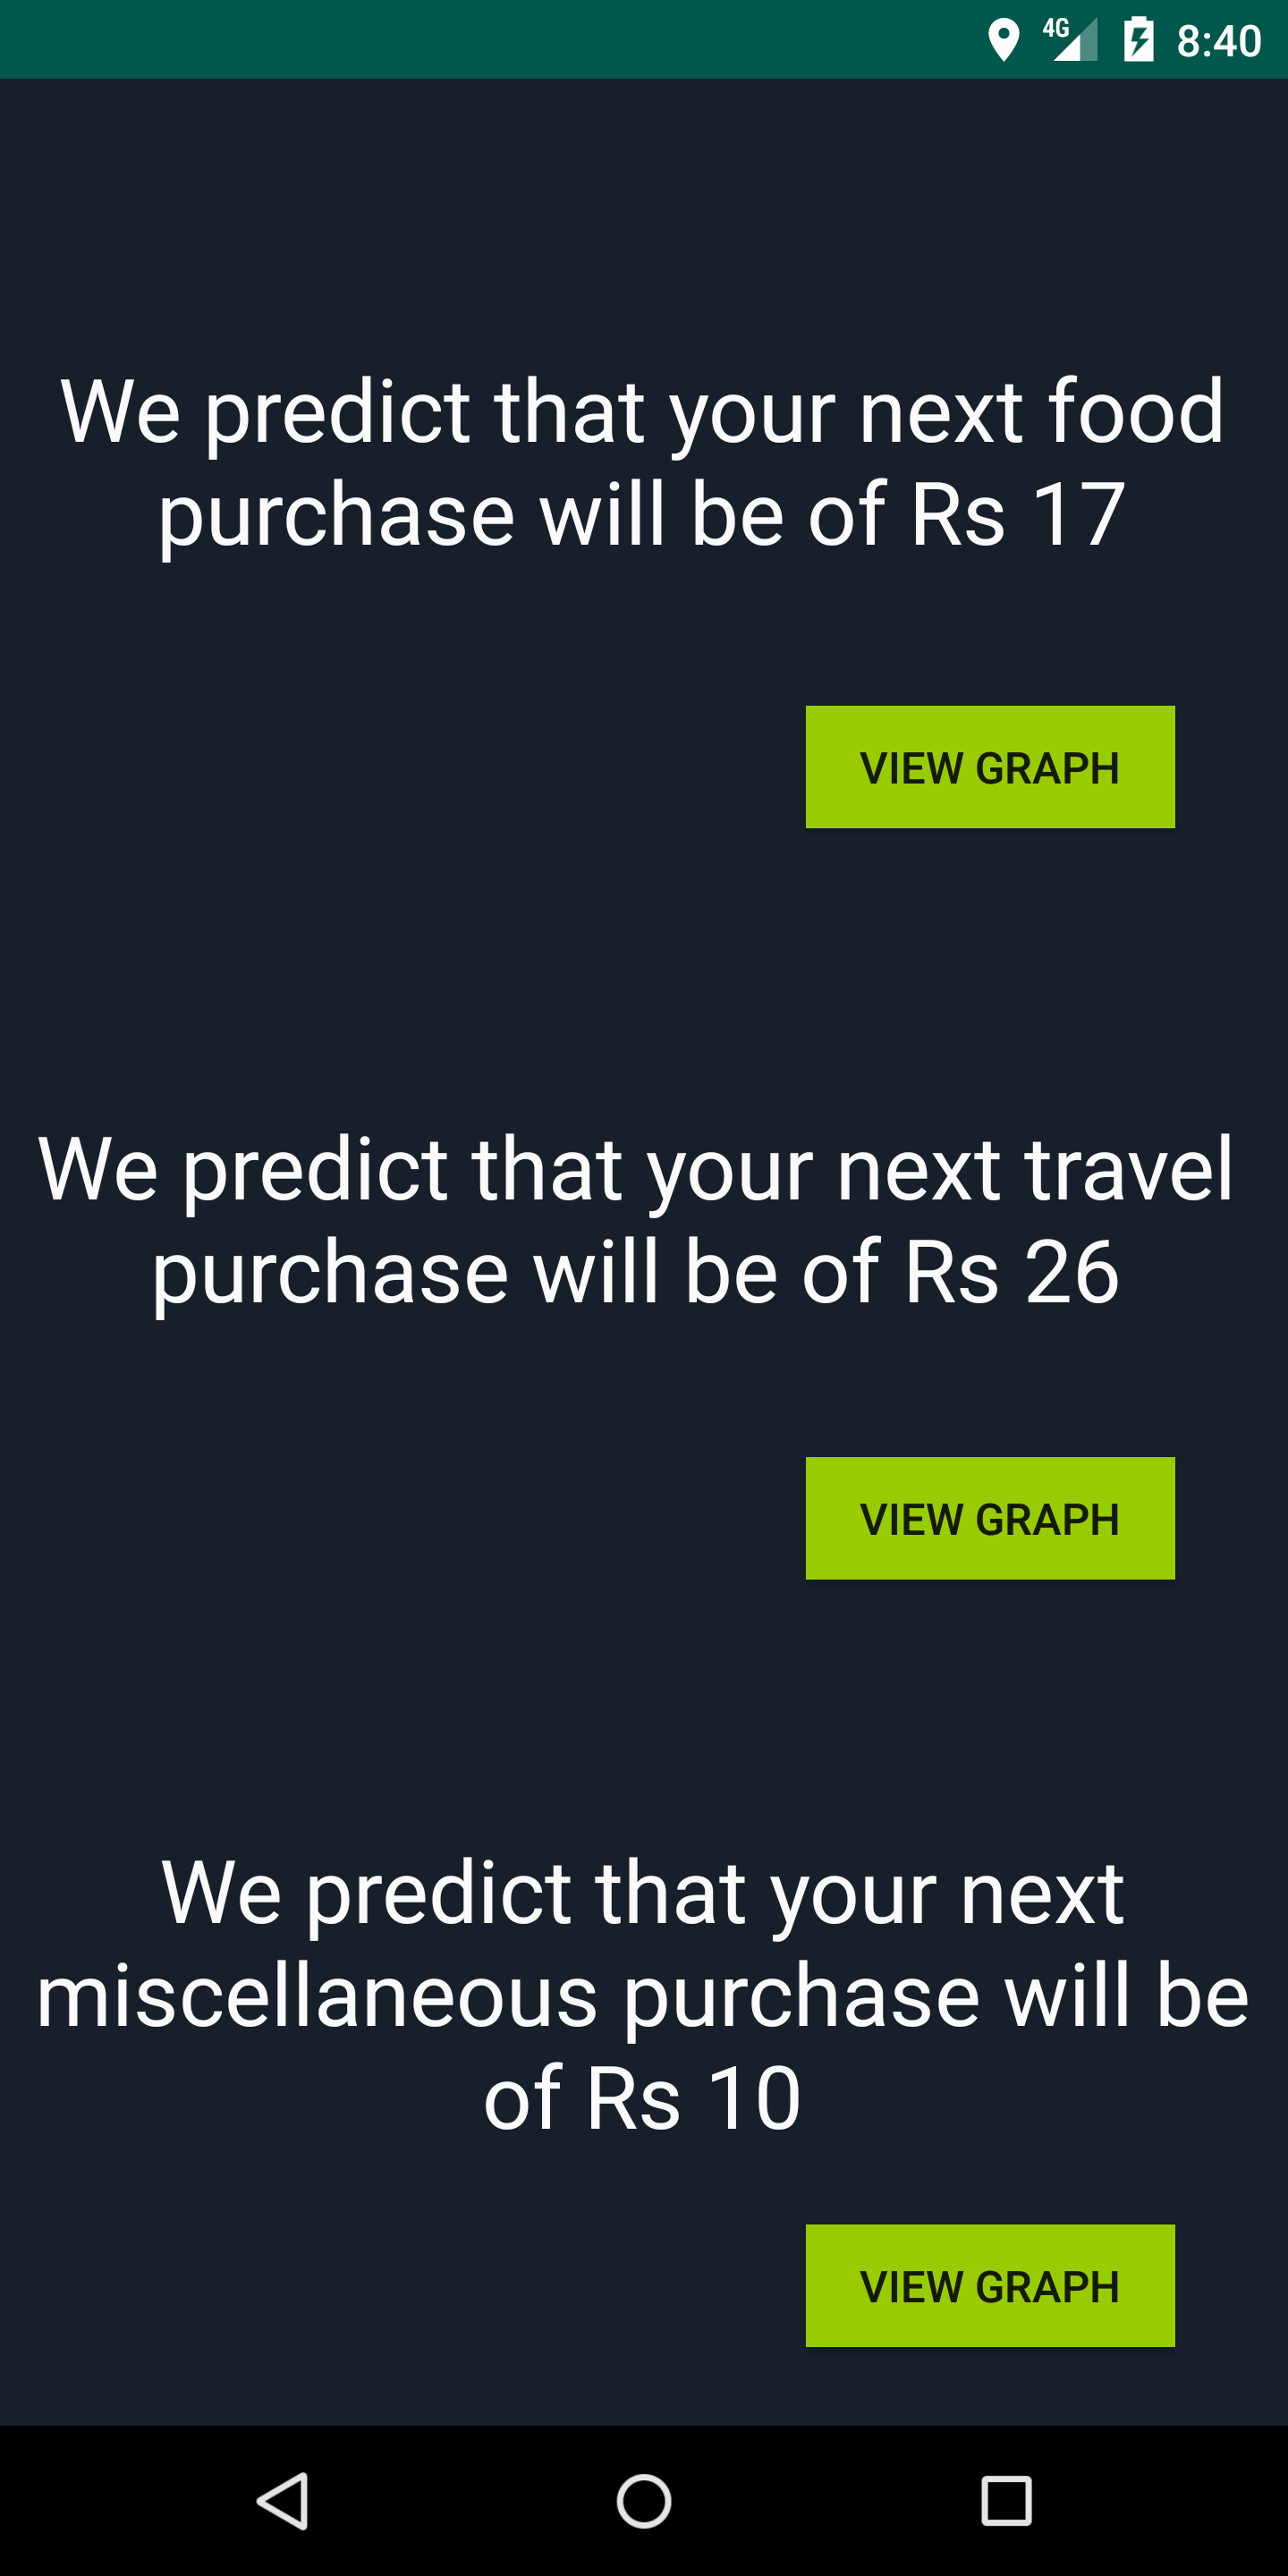 4G 8:40
We predict that your next food
purchase will be of Rs 17
VIEW GRAPH
We predict that your next travel
purchase will be of Rs 26
VIEW GRAPH
We predict that your next
miscellaneous purchase will be
of Rs 10
VIEW GRAPH